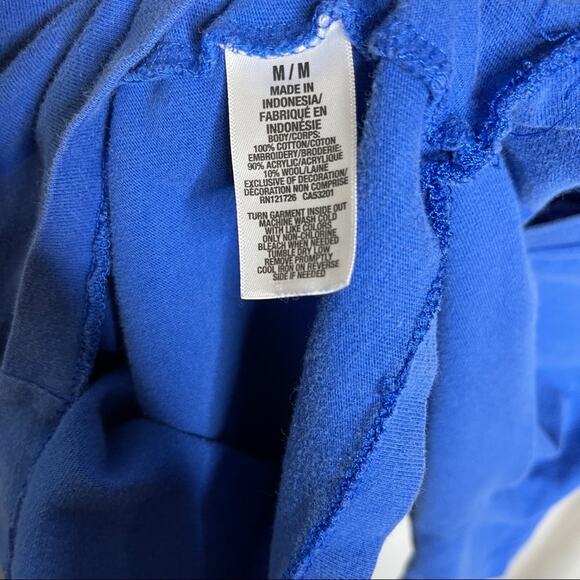 M / M
MADE IN
INDONESIA/
FABRIQUÉ EN
INDONÉSIE
BODY/CORPS:
100% COTTON/COTON
EMBROIDERY/BRODERIE:
90% ACRYLIC/ACRYLIQUE
10% WOOL/LAINE
EXCLUSIVE OF DECORATION/
DÉCORATION NON COMPRISE
RN121726 CA53201
TURN GARMENT INSIDE OUT
MACHINE WASH COLD
WITH LIKE COLORS
ONLY NON-CHLORINE
BLEACH WHEN NEEDED
TUMBLE DRY LOW
REMOVE PROMPTLY
COOL IRON ON REVERSE
SIDE IF NEEDED